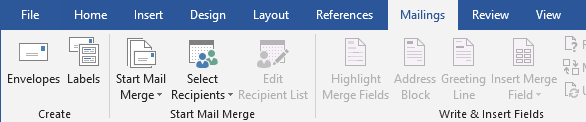 File Home Insert Design Layout References Mailings Review View
Envelopes Labels Start Mail Merge Select Recipients Edit Recipient List Highlight Merge Fields Address Block Greeting Line Insert Merge Field
Create Start Mail Merge Write & Insert Fields